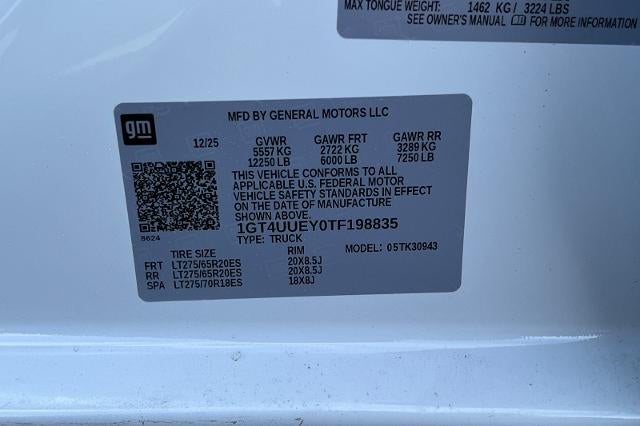 MAX TONGUE WEIGHT: 1462 KG / 3224 LBS
SEE OWNER'S MANUAL GM FOR MORE INFORMATION
gm
MFD BY GENERAL MOTORS LLC
12/25 GVWR GAWR FRT GAWR RR
5557 KG 2722 KG 3289 KG
12250 LB 6000 LB 7250 LB
THIS VEHICLE CONFORMS TO ALL
APPLICABLE U.S. FEDERAL MOTOR
VEHICLE SAFETY STANDARDS IN EFFECT
ON THE DATE OF MANUFACTURE
SHOWN ABOVE.
8624
1GT4UUEY0TF198835
TYPE: TRUCK MODEL: 05TK30943
TIRE SIZE RIM
FRT LT275/65R20ES 20X8.5J
RR LT275/65R20ES 20X8.5J
SPA LT275/70R18ES 18X8J